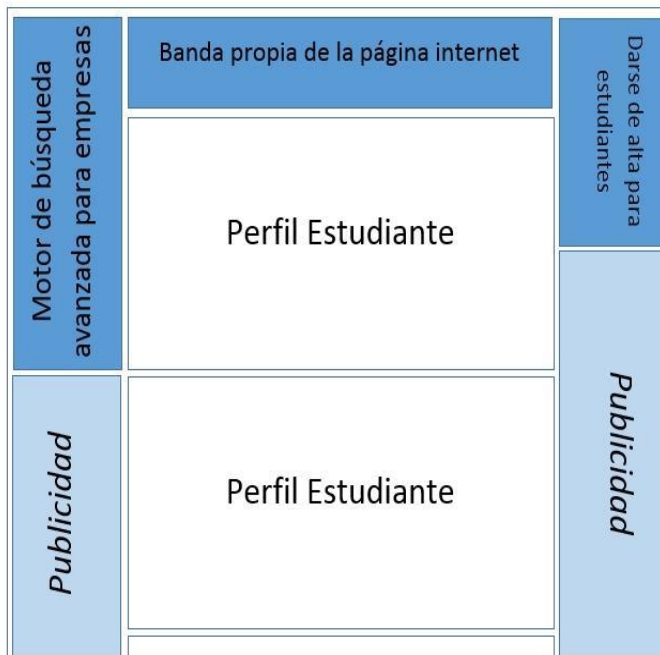 Motor de búsqueda
avanzada para empresas
Banda propia de la página internet
Darse de alta para
estudiantes
Perfil Estudiante
Publicidad
Perfil Estudiante
Publicidad